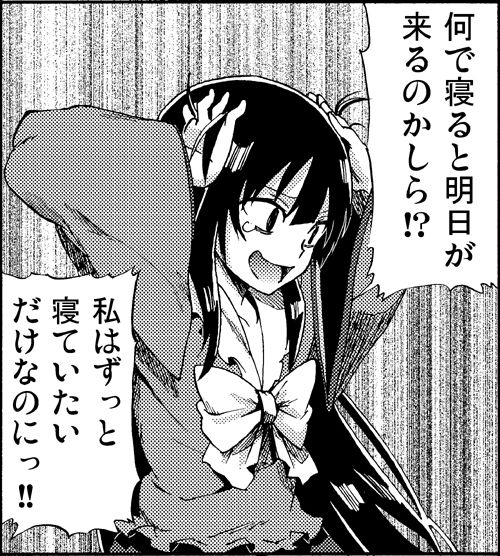 何で寝ると明日が
来るのかしら!?
私はずっと
寝ていたい
だけなのにっ!!